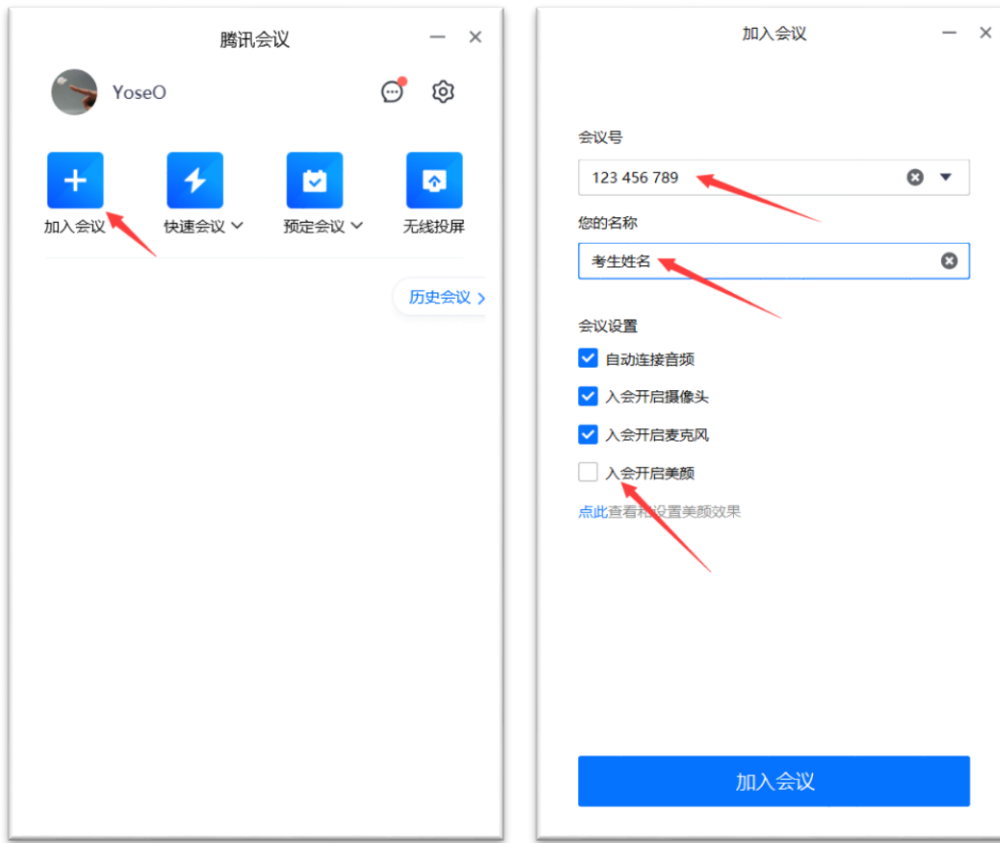 腾讯会议
YoseO
加入会议
快速会议
预定会议
无线投屏
历史会议
加入会议
会议号
123 456 789
您的名称
考生姓名
会议设置
自动连接音频
入会开启摄像头
入会开启麦克风
入会开启美颜
点此查看和设置美颜效果
加入会议